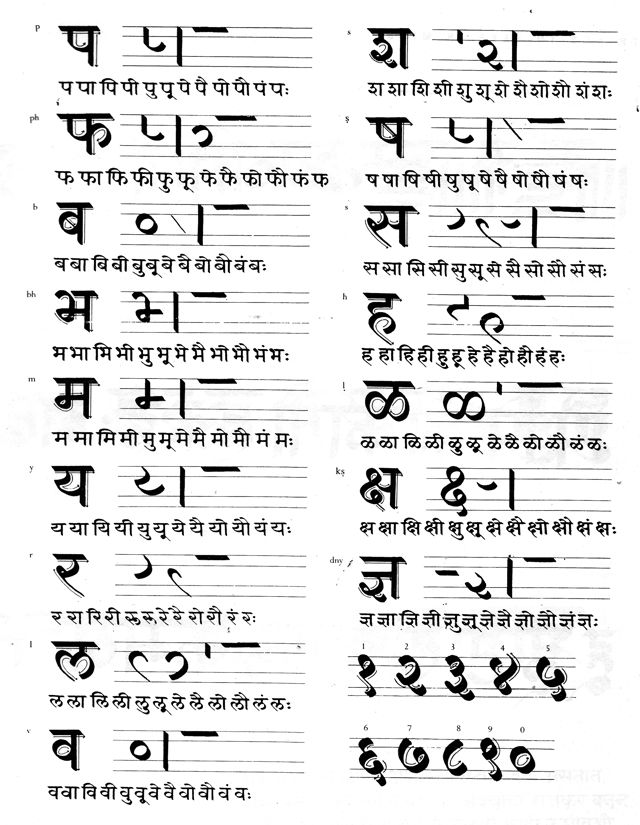 p
प
प पा पि पी पु पू पे पै पो पौ पं पः
ph
फ
फ फा फि फी फु फू फे फै फो फौ फं फ
b
ब
ब बा बि बी बु बू बे बै बो बौ बं बः
bh
भ
भ भा भि भी भु भू भे भै भो भौ भं भः
m
म
म मा मि मी मु मू मे मै मो मौ मं मः
y
य
य या यि यी यु यू ये यै यो यौ यं यः
r
र
र रा रि री रू रू रे रै रो रौ रं रः
l
ल
ल ला लि ली लु लू ले लै लो लौ लं लः
v
व
व वा वि वी वु वू वे वै वो वौ वं वः
s
श
श शा शि शी शु शू शे शै शो शौ शं शः
ṣ
ष
ष षा षि षी षु षू षे षै षो षौ षं षः
s
स
स सा सि सी सु सू से सै सो सौ सं सः
h
ह
ह हा हि ही हु हू हे है हो हौ हं हः
l
ळ
ळ ळा ळि ळी ळु ळू ळे ळै ळो ळौ ळं ळः
kṣ
क्ष
क्ष क्षा क्षि क्षी क्षु क्षू क्षे क्षै क्षो क्षौ क्षं क्षः
dny
ज्ञ
ज्ञ ज्ञा ज्ञि ज्ञी ज्ञु ज्ञू ज्ञे ज्ञै ज्ञो ज्ञौ ज्ञं ज्ञः
1 2 3 4 5
१ २ ३ ४ ५
6 7 8 9 0
६ ७ ८ ९ ०